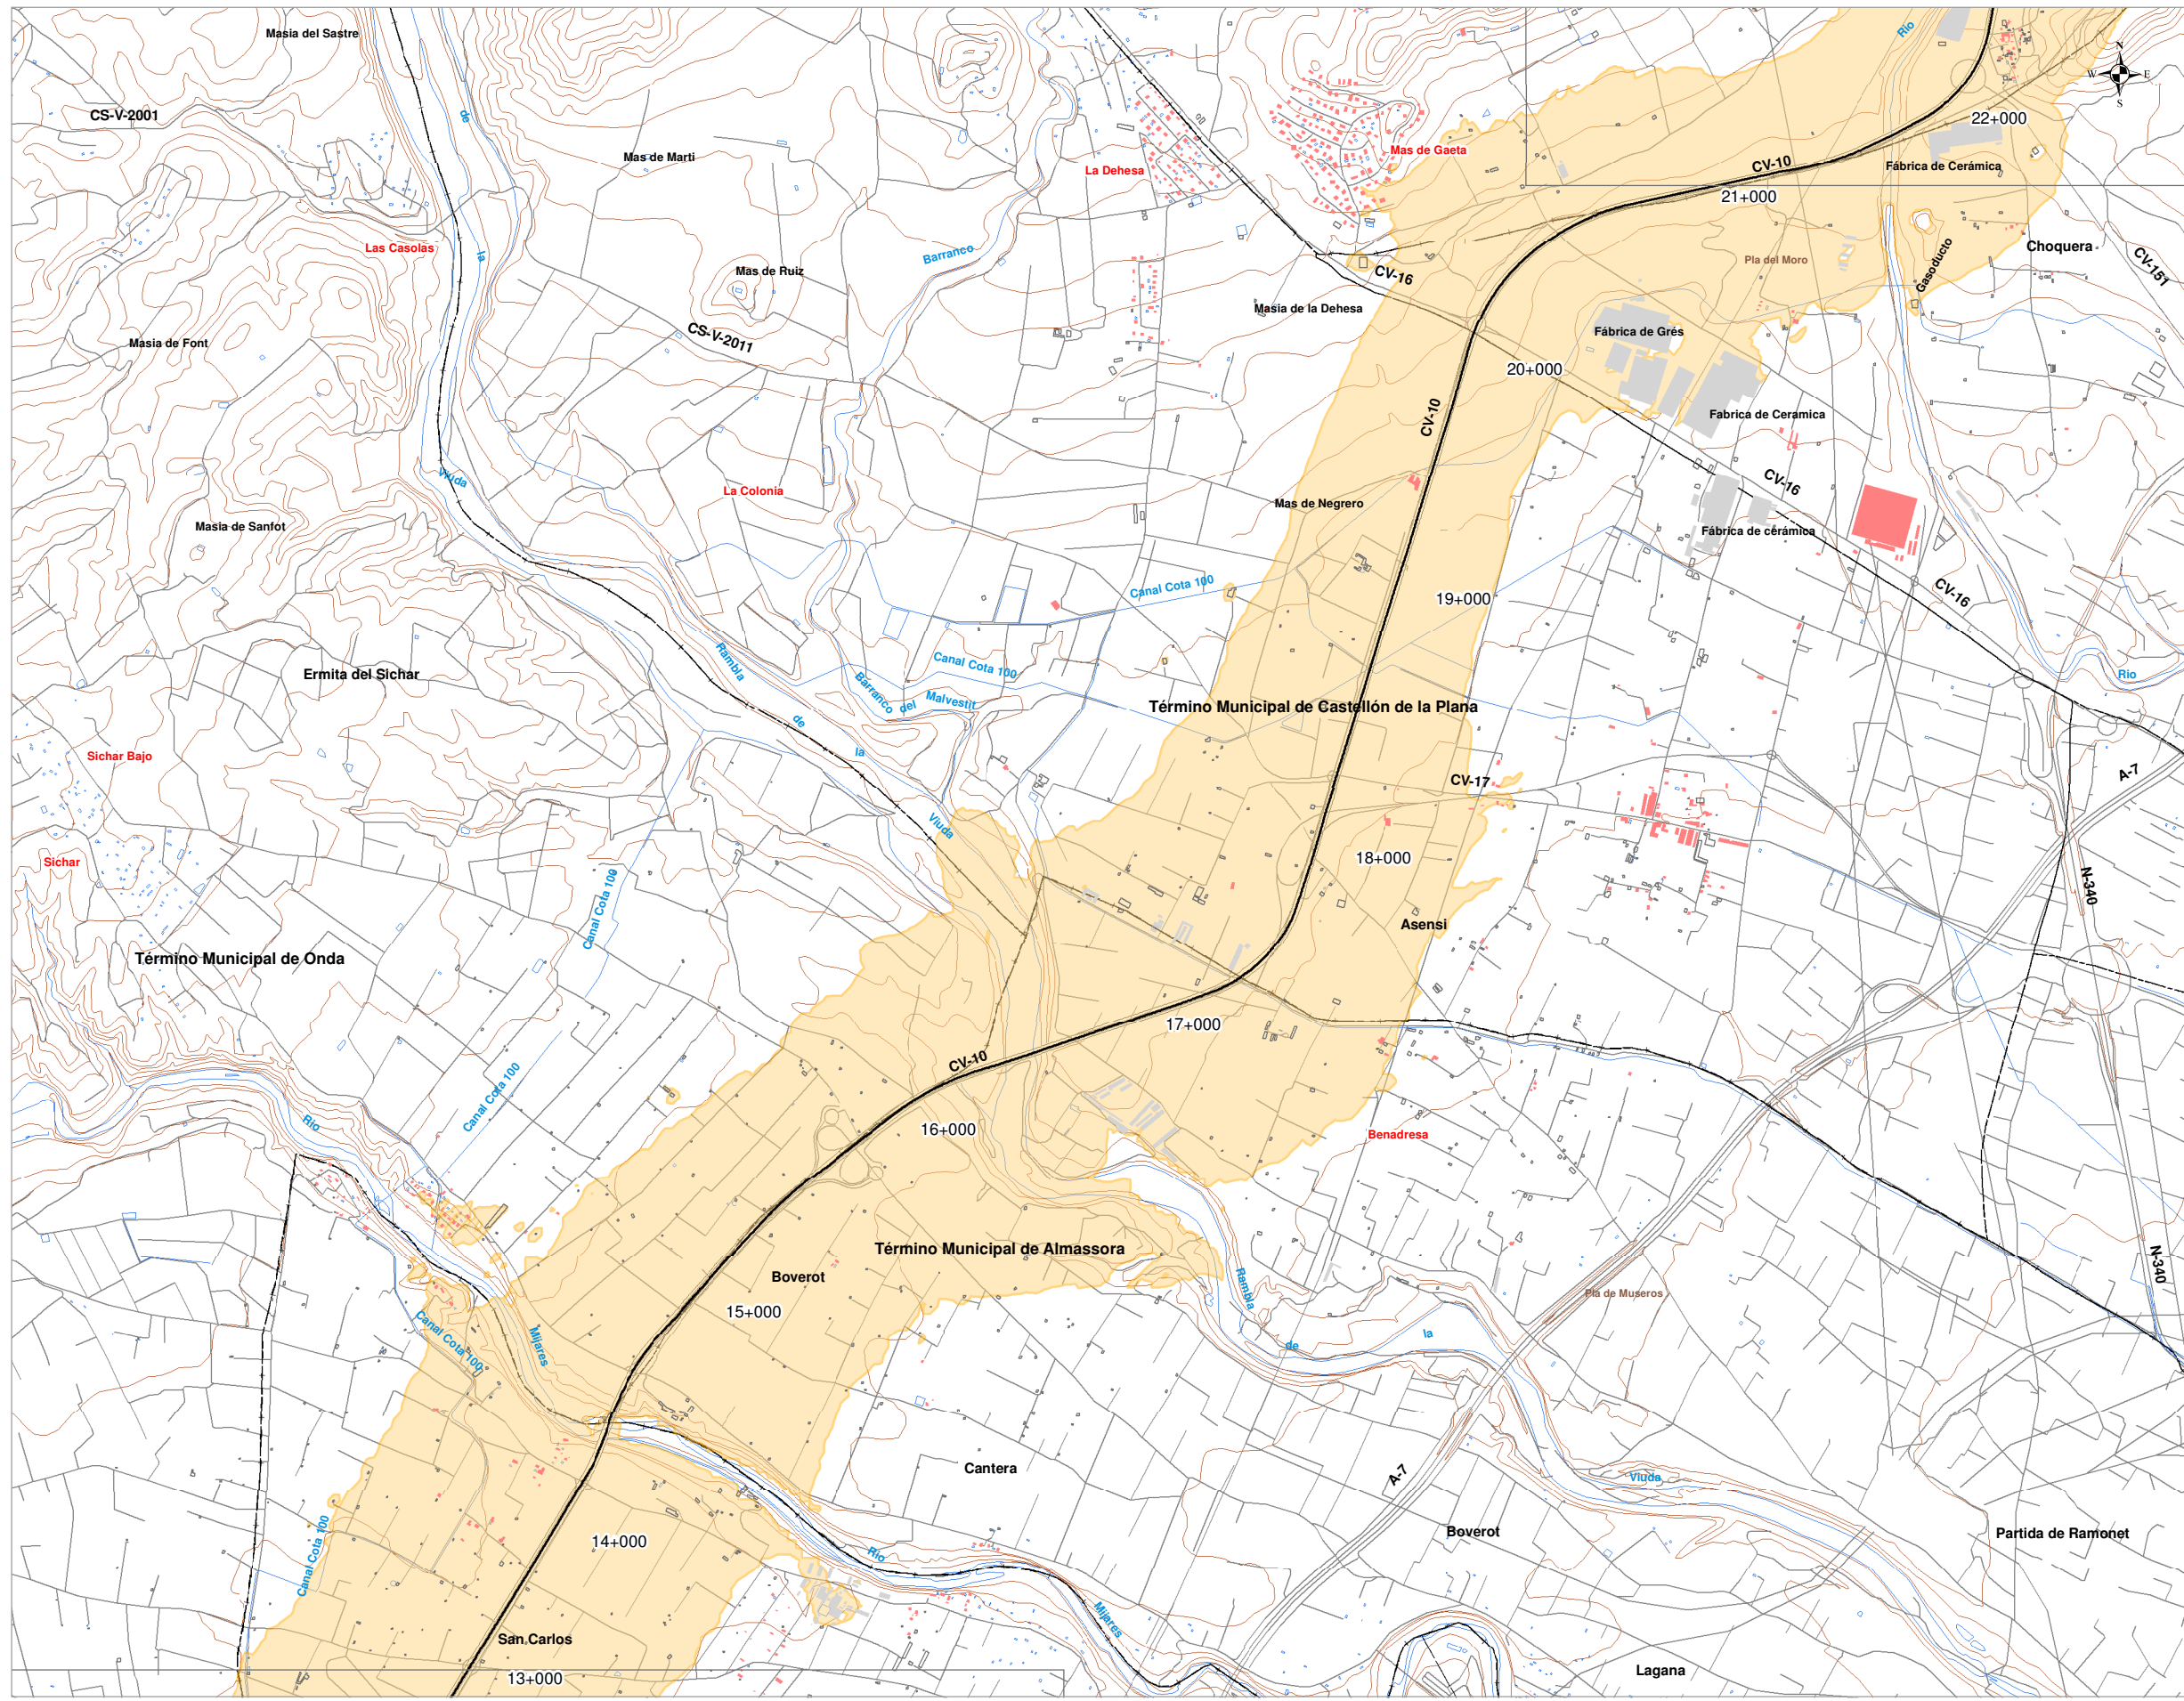 Masia del Sastre
Rio
N
W
E
S
CS-V-2001
de
22+000
Mas de Marti
La Dehesa
Mas de Gaeta
CV-10
Fábrica de Cerámica
21+000
Las Casolas
la
Barranco
Choquera
Mas de Ruiz
CV-16
Pla del Moro
Gasoducto
CV-151
Masia de la Dehesa
Masia de Font
CS-V-2011
Fábrica de Grés
20+000
CV-10
Fabrica de Ceramica
Viuda
La Colonia
CV-16
Mas de Negrero
Masia de Sanfot
Fábrica de cerámica
Canal Cota 100
19+000
CV-16
Rambla
Canal Cota 100
Ermita del Sichar
Rio
Barranco
del
Malvestit
Término Municipal de Castellón de la Plana
de
la
Sichar Bajo
A-7
CV-17
Viuda
18+000
Sichar
N-340
Canal Cota 100
Asensi
Término Municipal de Onda
17+000
CV-10
Canal Cota 100
Rio
16+000
Benadresa
Término Municipal de Almassora
N-340
Boverot
Rambla
Pla de Museros
15+000
Canal Cota 100
Mijares
de
la
Cantera
A-7
Viuda
Canal Cota 100
14+000
Boverot
Partida de Ramonet
Rio
Mijares
San Carlos
Lagana
13+000